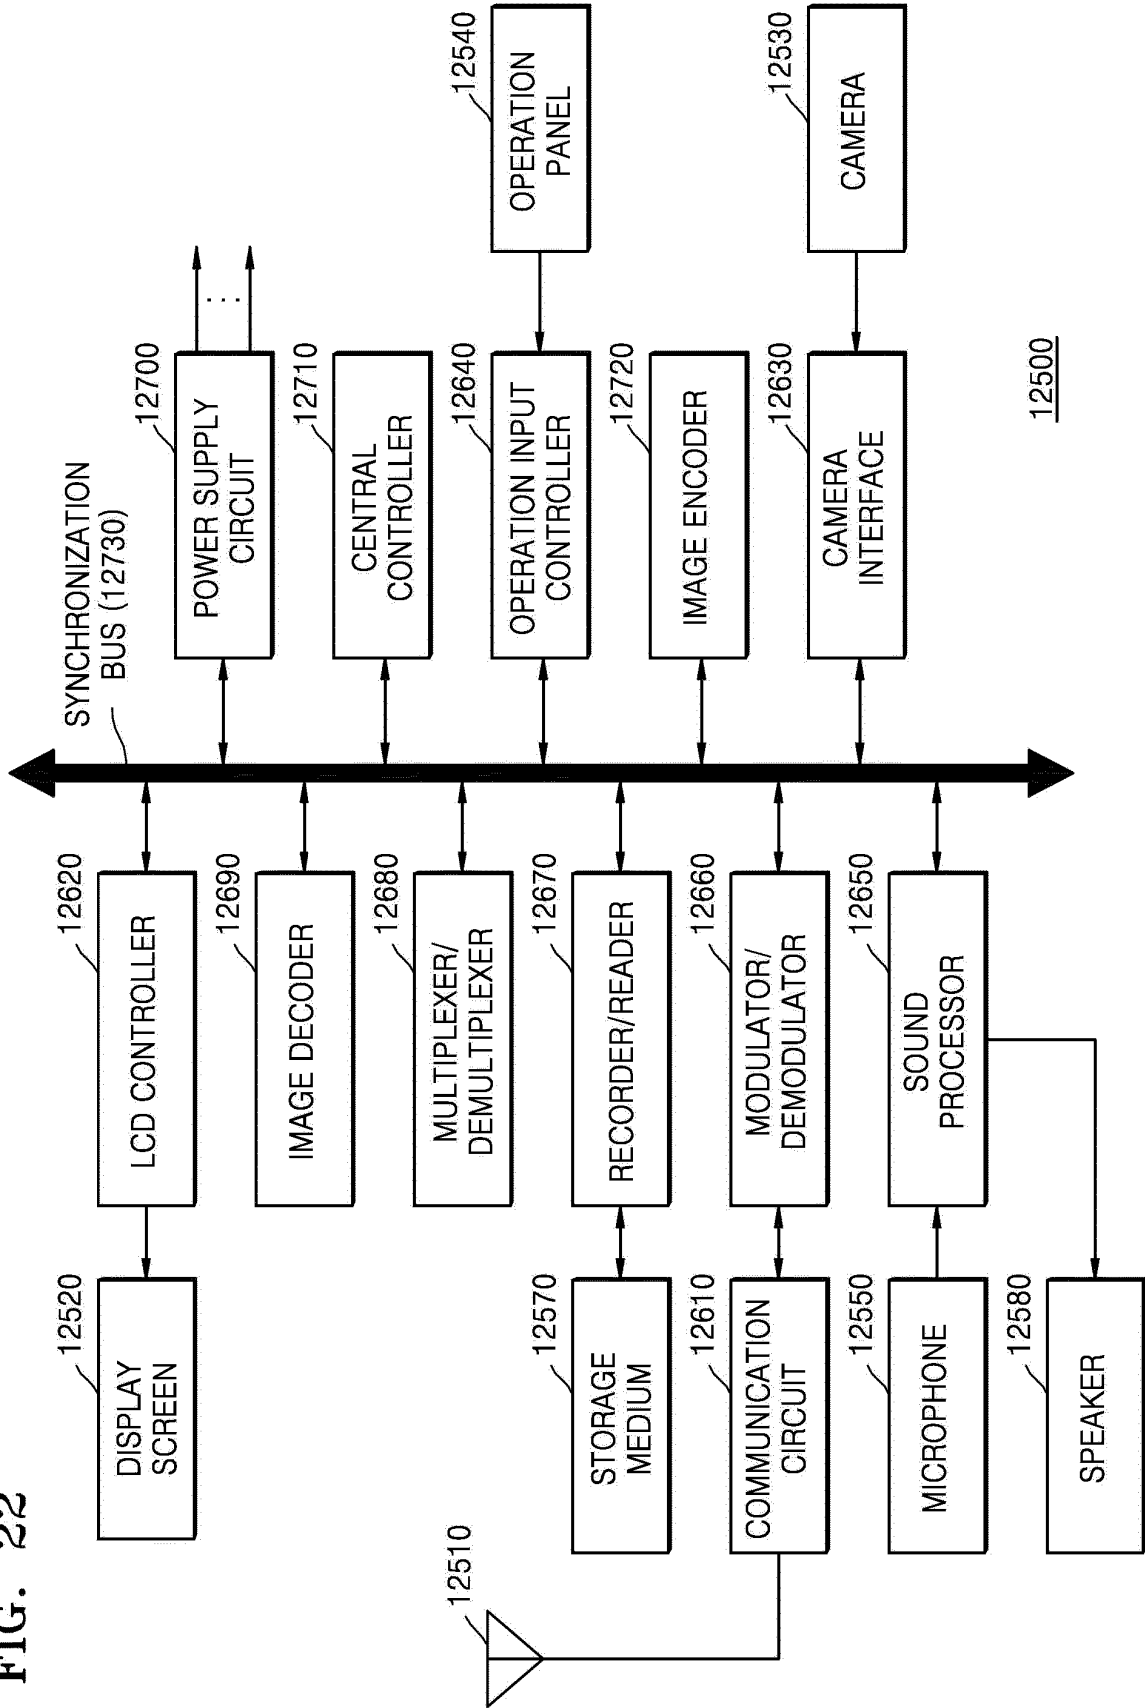 FIG. 22
SYNCHRONIZATION
BUS (12730)
12510
12520
DISPLAY
SCREEN
12620
LCD CONTROLLER
12700
POWER SUPPLY
CIRCUIT
...
12690
IMAGE DECODER
12710
CENTRAL
CONTROLLER
12680
MULTIPLEXER/
DEMULTIPLEXER
12640
OPERATION INPUT
CONTROLLER
12540
OPERATION
PANEL
12570
STORAGE
MEDIUM
12670
RECORDER/READER
12720
IMAGE ENCODER
12610
COMMUNICATION
CIRCUIT
12660
MODULATOR/
DEMODULATOR
12630
CAMERA
INTERFACE
12530
CAMERA
12550
MICROPHONE
12650
SOUND
PROCESSOR
12580
SPEAKER
12500